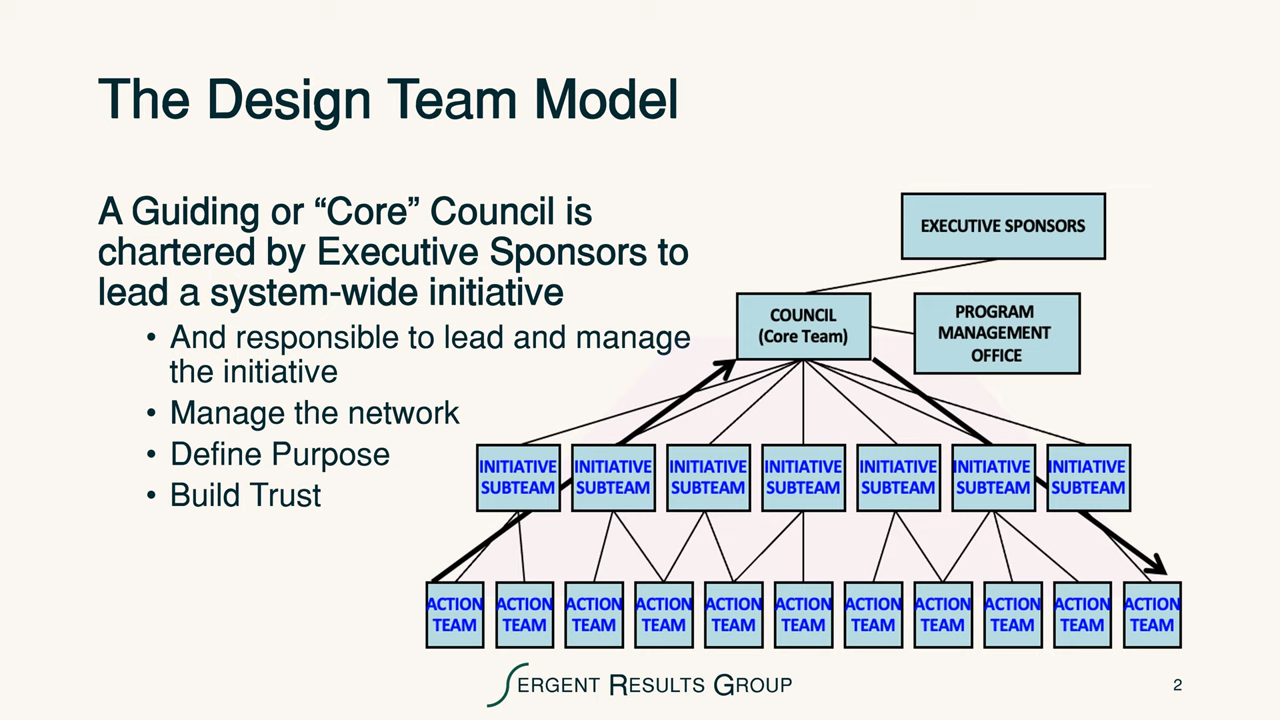 The Design Team Model
A Guiding or “Core” Council is
chartered by Executive Sponsors to
lead a system-wide initiative
• And responsible to lead and manage
the initiative
• Manage the network
• Define Purpose
• Build Trust
EXECUTIVE SPONSORS
COUNCIL
(Core Team)
PROGRAM
MANAGEMENT
OFFICE
INITIATIVE
SUBTEAM
INITIATIVE
SUBTEAM
INITIATIVE
SUBTEAM
INITIATIVE
SUBTEAM
INITIATIVE
SUBTEAM
INITIATIVE
SUBTEAM
INITIATIVE
SUBTEAM
ACTION
TEAM
ACTION
TEAM
ACTION
TEAM
ACTION
TEAM
ACTION
TEAM
ACTION
TEAM
ACTION
TEAM
ACTION
TEAM
ACTION
TEAM
ACTION
TEAM
ACTION
TEAM
SERGENT RESULTS GROUP
2